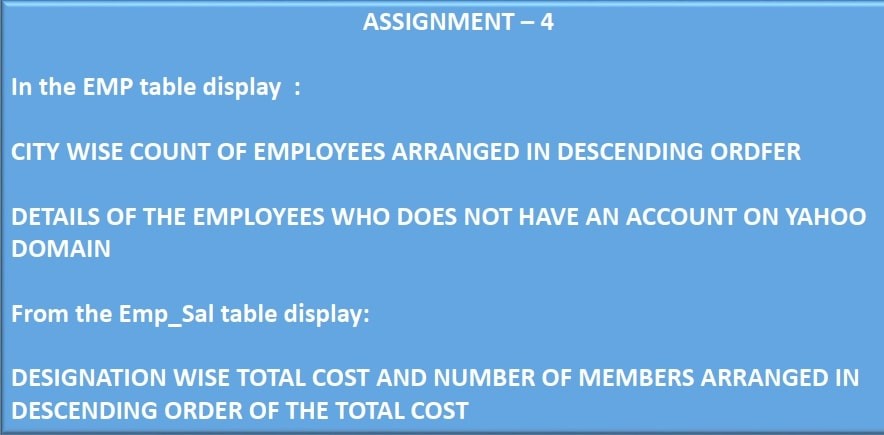 ASSIGNMENT – 4
In the EMP table display  :
CITY WISE COUNT OF EMPLOYEES ARRANGED IN DESCENDING ORDFER
DETAILS OF THE EMPLOYEES WHO DOES NOT HAVE AN ACCOUNT ON YAHOO
DOMAIN
From the Emp_Sal table display:
DESIGNATION WISE TOTAL COST AND NUMBER OF MEMBERS ARRANGED IN
DESCENDING ORDER OF THE TOTAL COST